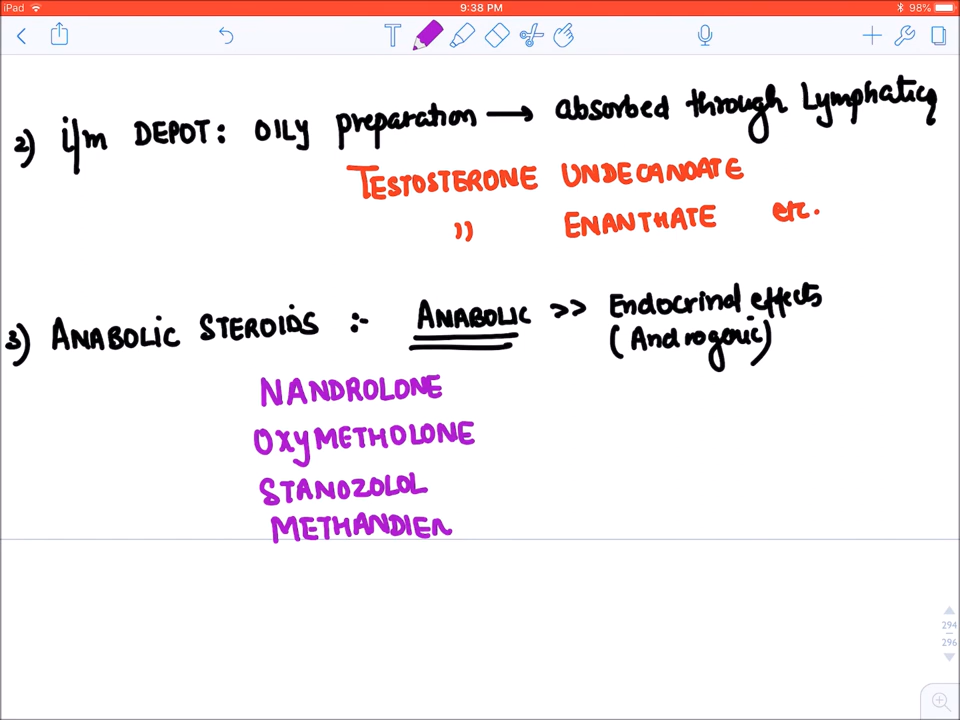 iPad 9:38 PM 98%
2) i/m DEPOT: OILY preparation → absorbed through Lymphatics
TESTOSTERONE UNDECANOATE
" ENANTHATE etc.
3) ANABOLIC STEROIDS :- ANABOLIC >> Endocrinal effects
(Androgenic)
NANDROLONE
OXYMETHOLONE
STANOZOLOL
METHANDIEN
294
296